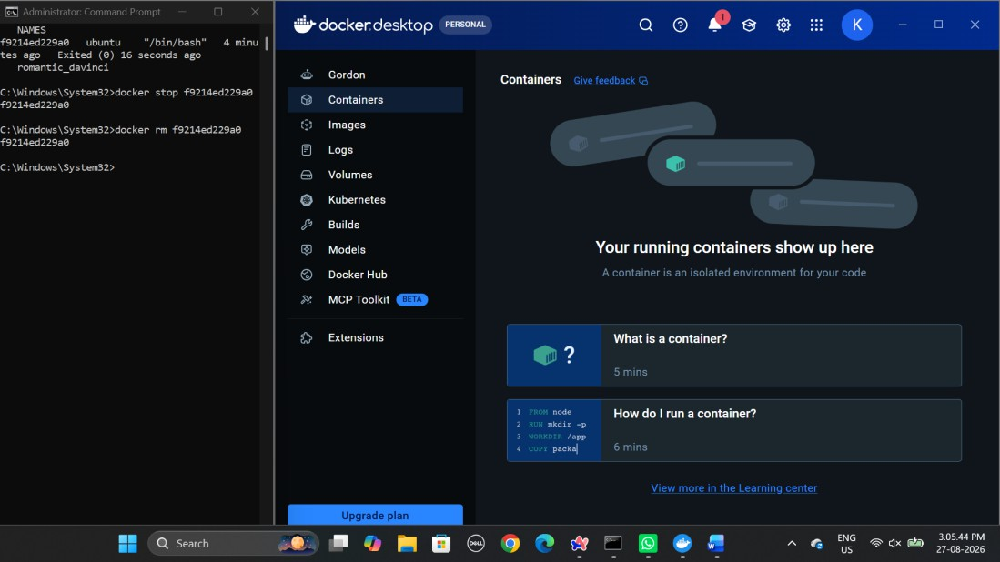 Administrator: Command Prompt
NAMES
f9214ed229a0   ubuntu    "/bin/bash"   4 minu
tes ago   Exited (0) 16 seconds ago
romantic_davinci
C:\Windows\System32>docker stop f9214ed229a0
f9214ed229a0
C:\Windows\System32>docker rm f9214ed229a0
f9214ed229a0
C:\Windows\System32>
docker.desktop PERSONAL
1
K
Gordon
Containers
Images
Logs
Volumes
Kubernetes
Builds
Models
Docker Hub
MCP Toolkit BETA
Extensions
Upgrade plan
Containers Give feedback
Your running containers show up here
A container is an isolated environment for your code
?
What is a container?
5 mins
1 FROM node
2 RUN mkdir -p
3 WORKDIR /app
4 COPY packa
How do I run a container?
6 mins
View more in the Learning center
Search
DELL
W
ENG
US
3.05.44 PM
27-08-2026